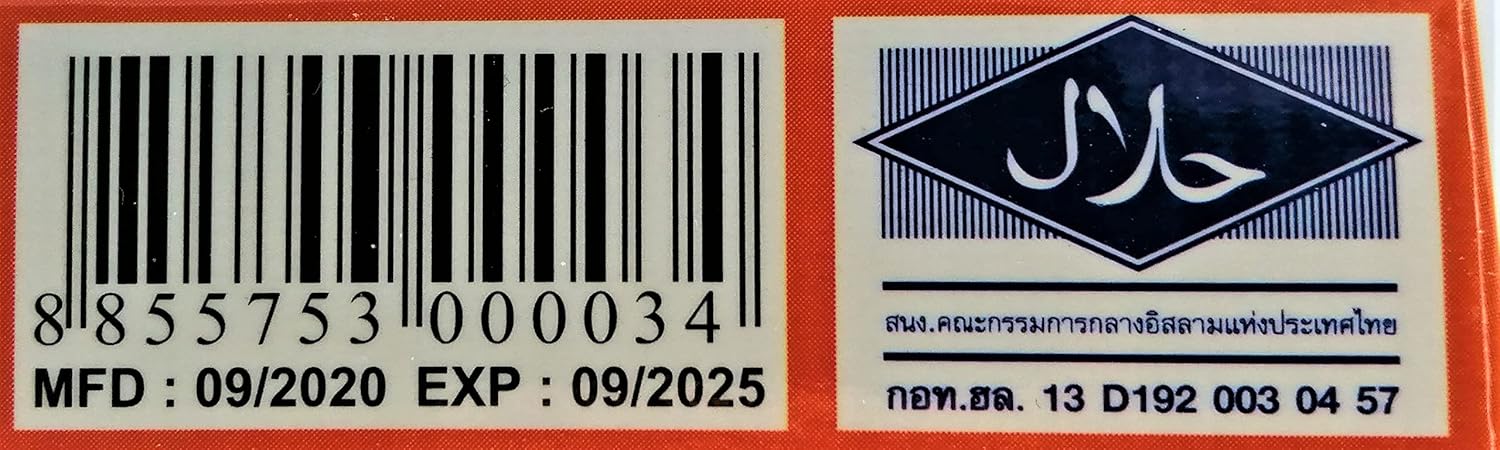 8 855753 000034
MFD : 09/2020 EXP : 09/2025
حلال
สนง.คณะกรรมการกลางอิสลามแห่งประเทศไทย
กอท.ฮล. 13 D192 003 04 57